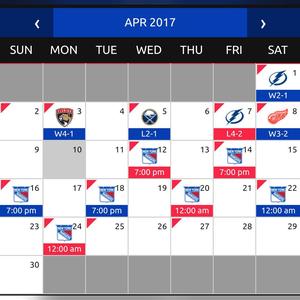 ‹ APR 2017 ›
SUN MON TUE WED THU FRI SAT
1
W2-1
2 3 4 5 6 7 8
W4-1 L2-1 L4-2 W3-2
9 10 11 12 13 14 15
7:00 pm 7:00 pm
16 17 18 19 20 21 22
7:00 pm 7:00 pm 12:00 am 12:00 am
23 24 25 26 27 28 29
12:00 am
30